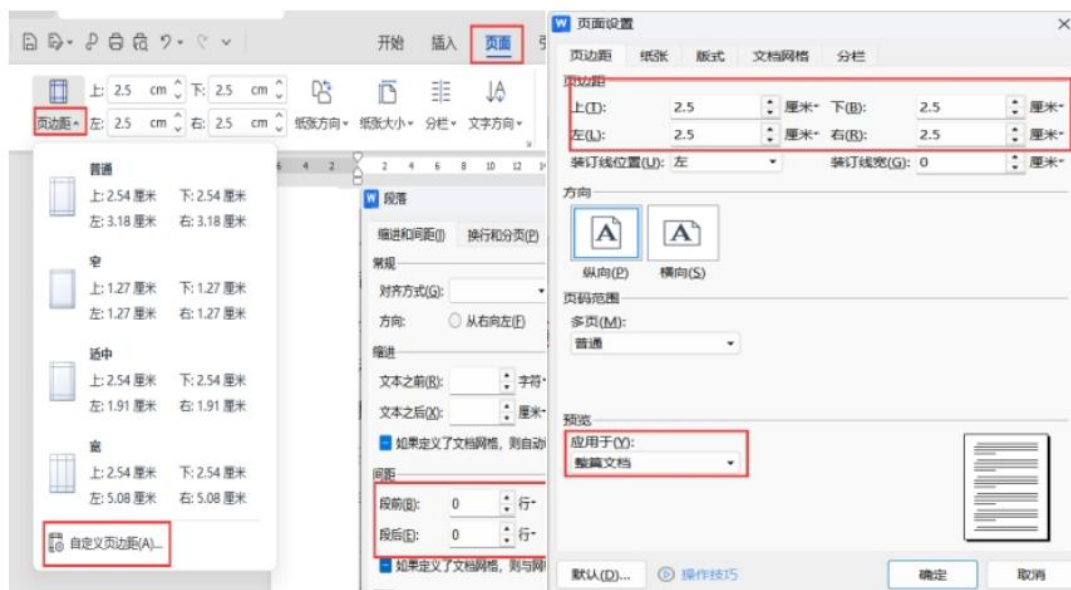 开始 插入 页面
上: 2.5 cm 下: 2.5 cm
页边距 左: 2.5 cm 右: 2.5 cm 纸张方向 纸张大小 分栏 文字方向
普通
上: 2.54 厘米 下: 2.54 厘米
左: 3.18 厘米 右: 3.18 厘米
窄
上: 1.27 厘米 下: 1.27 厘米
左: 1.27 厘米 右: 1.27 厘米
适中
上: 2.54 厘米 下: 2.54 厘米
左: 1.91 厘米 右: 1.91 厘米
宽
上: 2.54 厘米 下: 2.54 厘米
左: 5.08 厘米 右: 5.08 厘米
自定义页边距(A)...
6 4 2 2 4 6 8 10 12
W 段落
缩进和间距(I) 换行和分页(P)
常规
对齐方式(G):
方向: 从右向左(F)
缩进
文本之前(R): 字符
文本之后(X): 厘米
如果定义了文档网格，则自动
间距
段前(B): 0 行
段后(E): 0 行
如果定义了文档网格，则与网
W 页面设置
页边距 纸张 版式 文档网格 分栏
页边距
上(T): 2.5 厘米 下(B): 2.5 厘米
左(L): 2.5 厘米 右(R): 2.5 厘米
装订线位置(U): 左 装订线宽(G): 0 厘米
方向
A A
纵向(P) 横向(S)
页码范围
多页(M):
普通
预览
应用于(Y):
整篇文档
默认(D)... 操作技巧 确定 取消